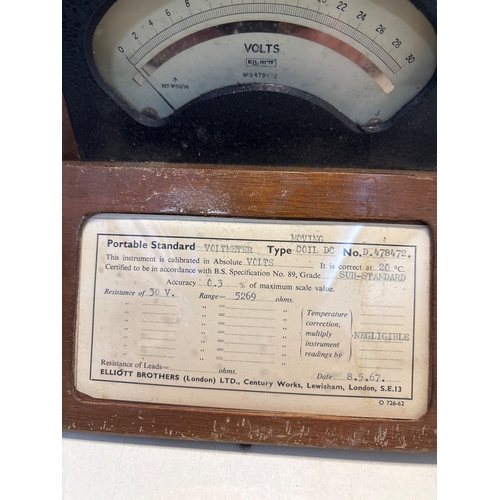 0 2 4 6 8 10 22 24 26 28 30
VOLTS
ELLIOTT
No D478472
Portable Standard VOLTMETER Type MOVING COIL DC No. D.478472.
This instrument is calibrated in Absolute VOLTS It is correct at 20 °C.
Certified to be in accordance with B.S. Specification No. 89, Grade SUB-STANDARD
Accuracy 0.3 % of maximum scale value.
Resistance of 30 V. Range= 5269 ohms.
" " "
" " "
" " "
" " "
" " "
(Temperature
correction,
multiply
instrument
readings by)
NEGLIGIBLE
Resistance of Leads= ohms.
Date 8.5.67.
ELLIOTT BROTHERS (London) LTD., Century Works, Lewisham, London, S.E.13
O 726-62